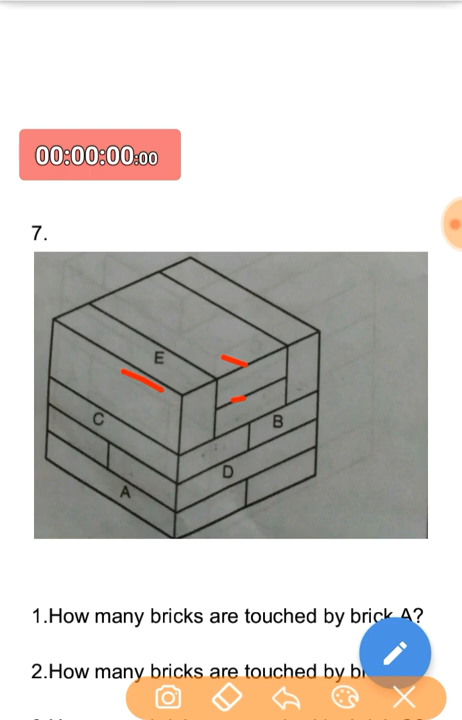 00:00:00:00
7.
E
C
B
D
A
1.How many bricks are touched by brick A?
2.How many bricks are touched by